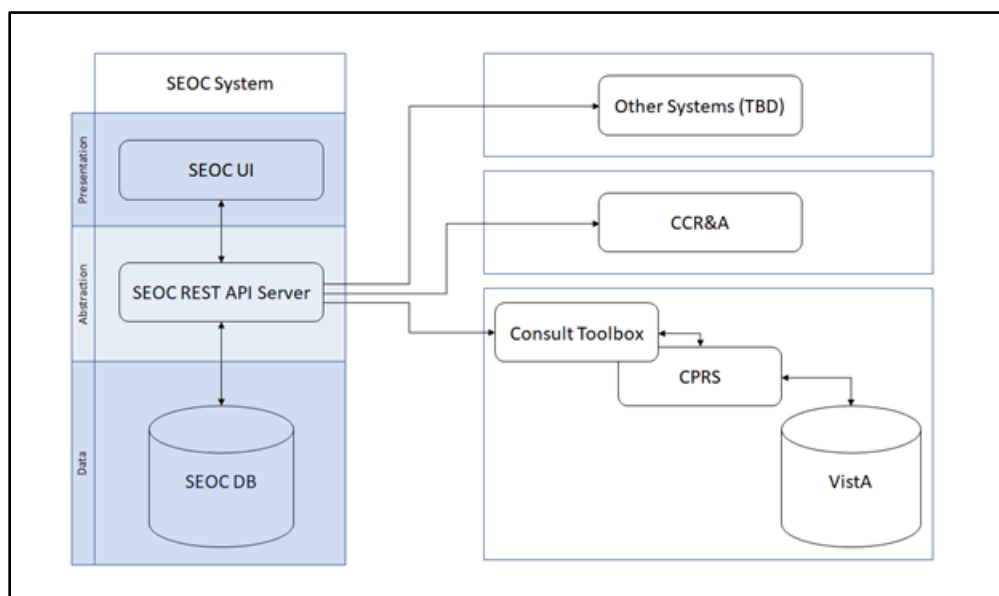 SEOC System
Presentation
SEOC UI
Abstraction
SEOC REST API Server
Data
SEOC DB
Other Systems (TBD)
CCR&A
Consult Toolbox
CPRS
VistA